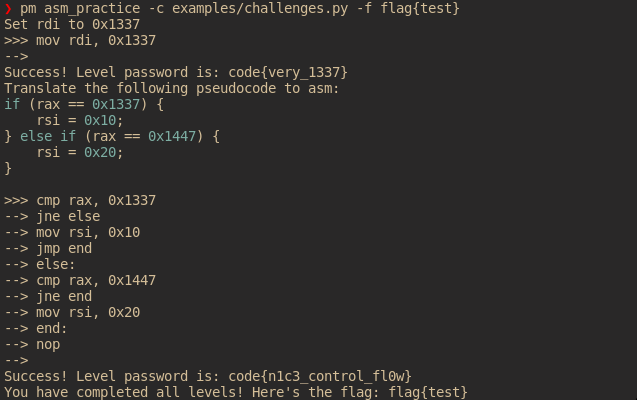 ❯ pm asm_practice -c examples/challenges.py -f flag{test}
Set rdi to 0x1337
>>> mov rdi, 0x1337
-->
Success! Level password is: code{very_1337}
Translate the following pseudocode to asm:
if (rax == 0x1337) {
    rsi = 0x10;
} else if (rax == 0x1447) {
    rsi = 0x20;
}

>>> cmp rax, 0x1337
--> jne else
--> mov rsi, 0x10
--> jmp end
--> else:
--> cmp rax, 0x1447
--> jne end
--> mov rsi, 0x20
--> end:
--> nop
-->
Success! Level password is: code{n1c3_control_fl0w}
You have completed all levels! Here's the flag: flag{test}